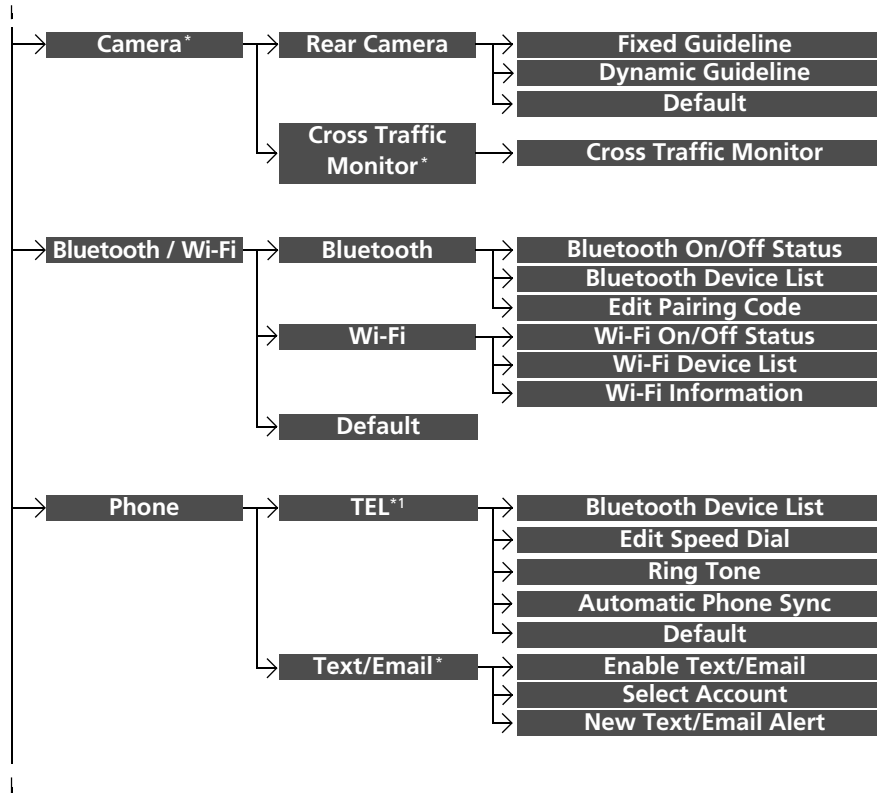 Camera*
Rear Camera
Fixed Guideline
Dynamic Guideline
Default
Cross Traffic
Monitor*
Cross Traffic Monitor
Bluetooth / Wi-Fi
Bluetooth
Bluetooth On/Off Status
Bluetooth Device List
Edit Pairing Code
Wi-Fi
Wi-Fi On/Off Status
Wi-Fi Device List
Wi-Fi Information
Default
Phone
TEL*1
Bluetooth Device List
Edit Speed Dial
Ring Tone
Automatic Phone Sync
Default
Text/Email*
Enable Text/Email
Select Account
New Text/Email Alert